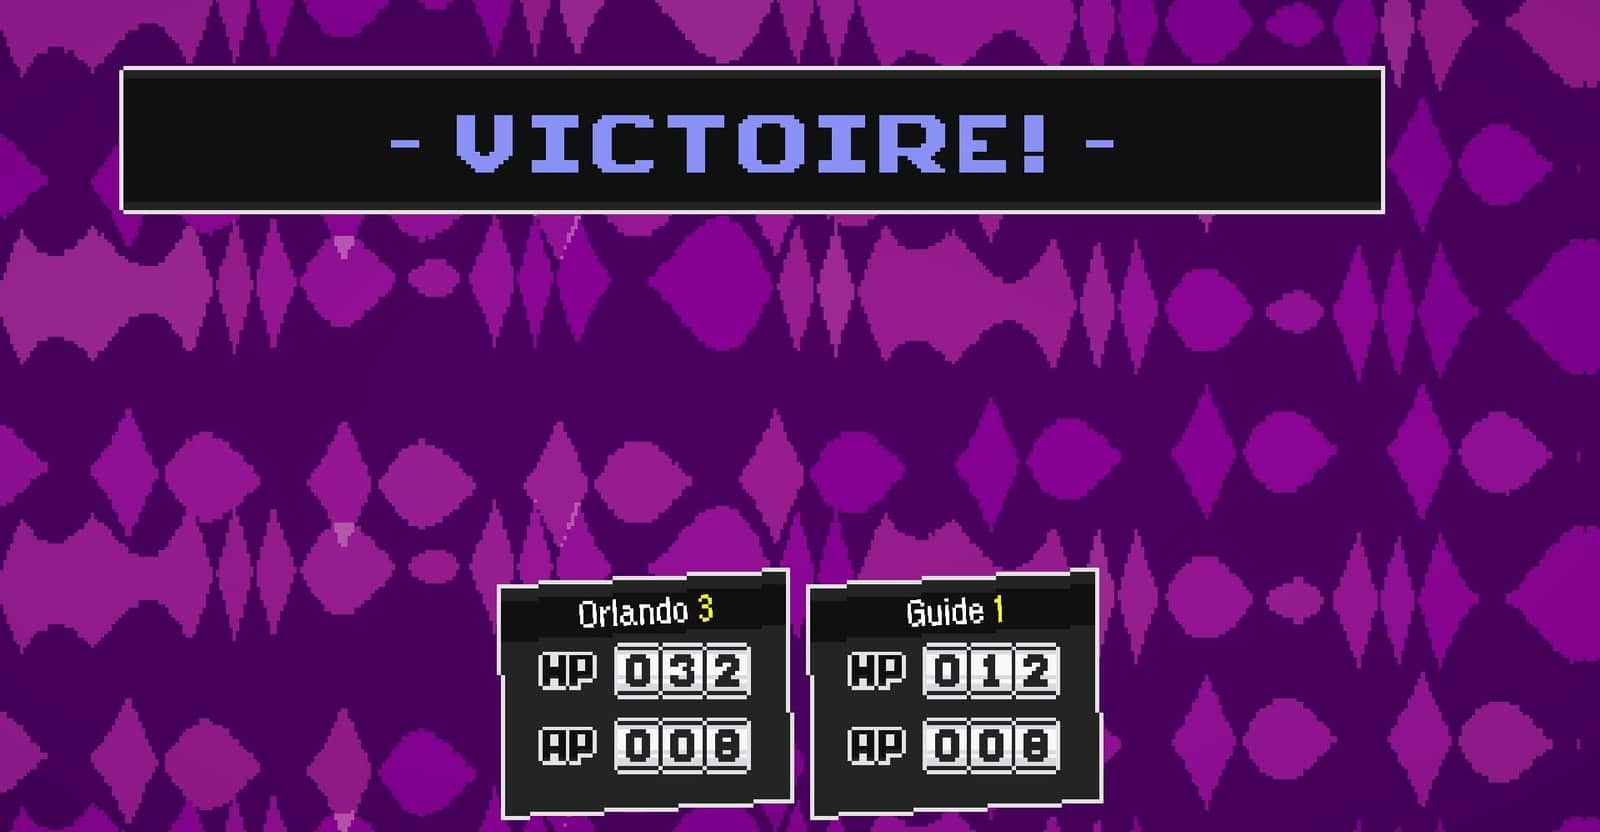 - VICTOIRE! -
Orlando 3
HP 032
AP 008
Guide 1
HP 012
AP 008